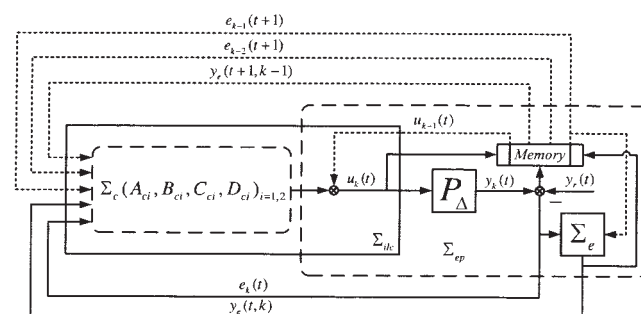 e_{k-1}(t+1)
e_{k-2}(t+1)
y_e(t+1,k-1)
u_{k-1}(t)
Memory
Σ_c(A_{ci},B_{ci},C_{ci},D_{ci})_{i=1,2}
u_k(t)
P_Δ
y_k(t)
y_r(t)
−
Σ_e
Σ_{ilc}
Σ_{ep}
e_k(t)
y_e(t,k)